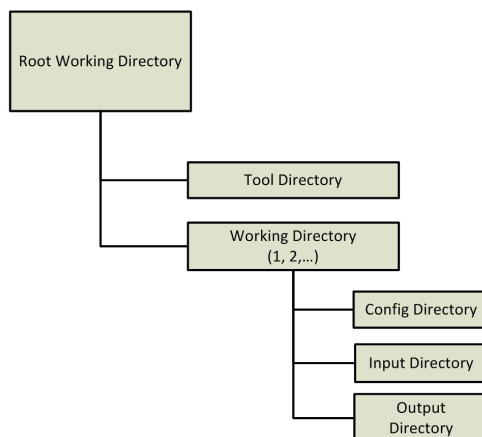 Root Working Directory
Tool Directory
Working Directory
(1, 2,...)
Config Directory
Input Directory
Output
Directory